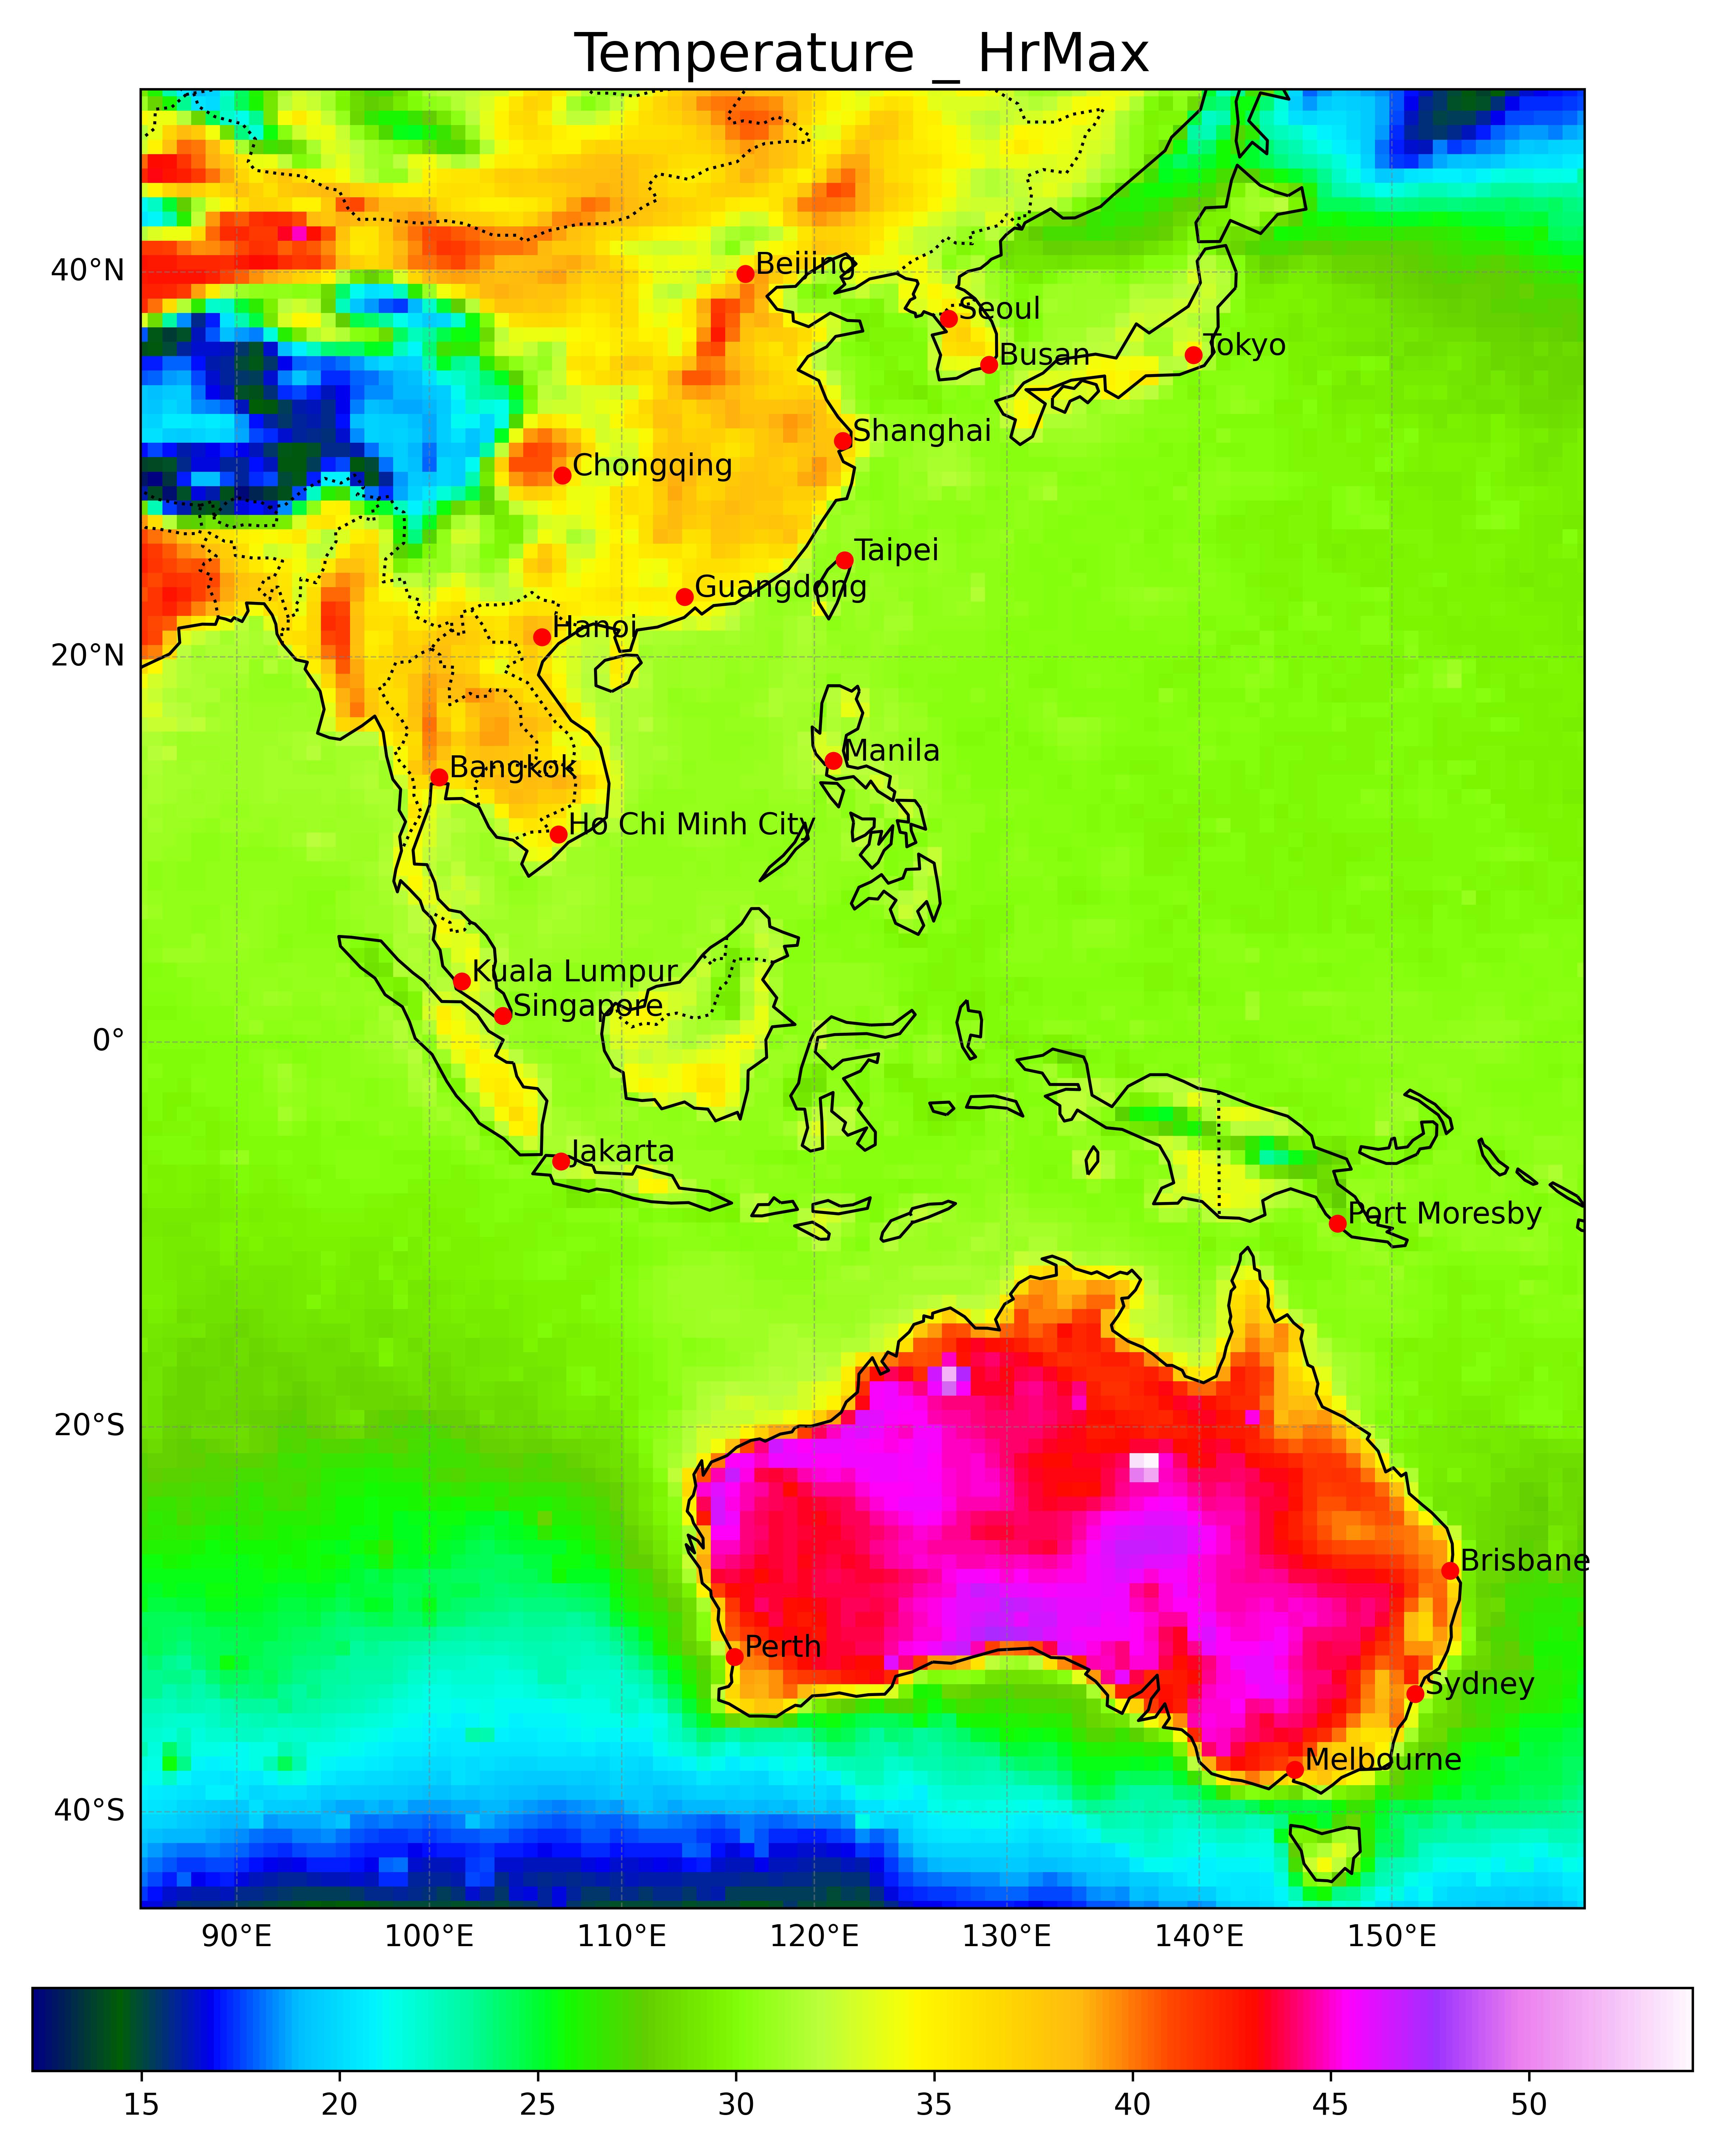 Temperature _ HrMax
40°N
20°N
0°
20°S
40°S
Beijing
Seoul
Busan
Tokyo
Shanghai
Chongqing
Taipei
Guangdong
Hanoi
Manila
Bangkok
Ho Chi Minh City
Kuala Lumpur
Singapore
Jakarta
Port Moresby
Brisbane
Perth
Sydney
Melbourne
90°E 100°E 110°E 120°E 130°E 140°E 150°E
15 20 25 30 35 40 45 50